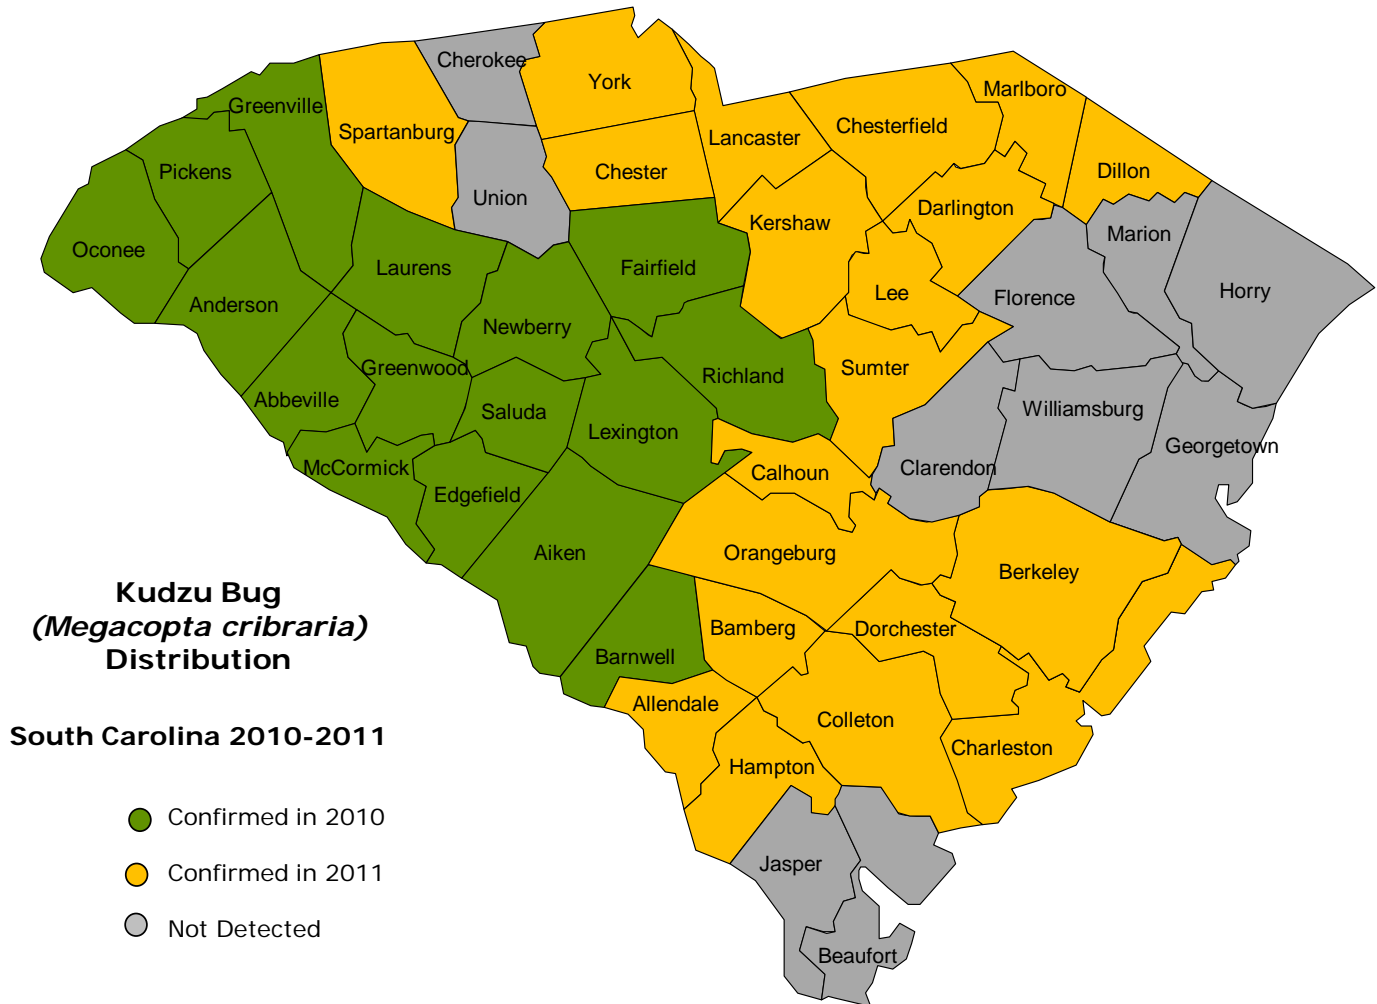 Cherokee
York
Marlboro
Greenville
Spartanburg
Lancaster
Chesterfield
Pickens
Chester
Dillon
Union
Darlington
Kershaw
Marion
Oconee
Laurens
Fairfield
Lee
Florence
Horry
Anderson
Newberry
Greenwood
Richland
Sumter
Abbeville
Saluda
Williamsburg
Lexington
Georgetown
McCormick
Calhoun
Clarendon
Edgefield
Aiken
Orangeburg
Berkeley
Kudzu Bug
(Megacopta cribraria)
Distribution
Bamberg
Dorchester
Barnwell
Allendale
Colleton
South Carolina 2010-2011
Charleston
Hampton
Confirmed in 2010
Jasper
Confirmed in 2011
Not Detected
Beaufort